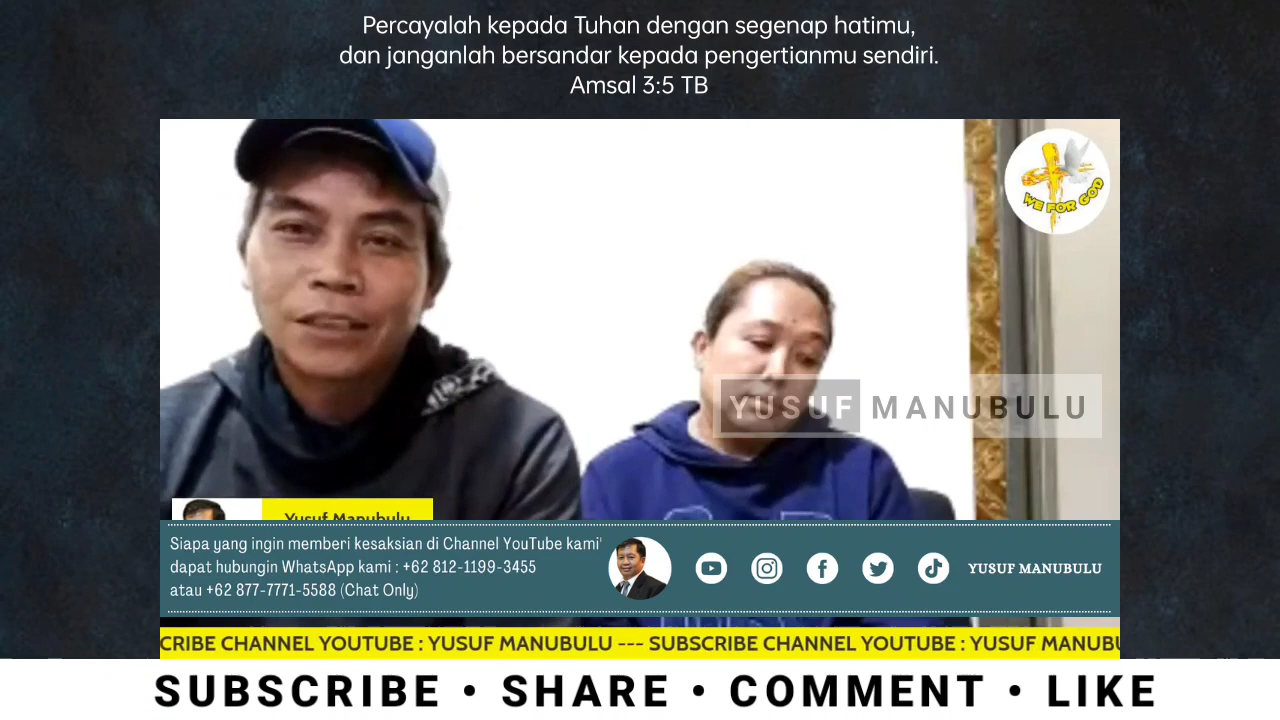 Percayalah kepada Tuhan dengan segenap hatimu,
dan janganlah bersandar kepada pengertianmu sendiri.
Amsal 3:5 TB
WE FOR GOD
YUSUF MANUBULU
Yusuf Manubulu
Siapa yang ingin memberi kesaksian di Channel YouTube kami'
dapat hubungin WhatsApp kami : +62 812-1199-3455
atau +62 877-7771-5588 (Chat Only)
YUSUF MANUBULU
CRIBE CHANNEL YOUTUBE : YUSUF MANUBULU --- SUBSCRIBE CHANNEL YOUTUBE : YUSUF MANUBU
SUBSCRIBE • SHARE • COMMENT • LIKE